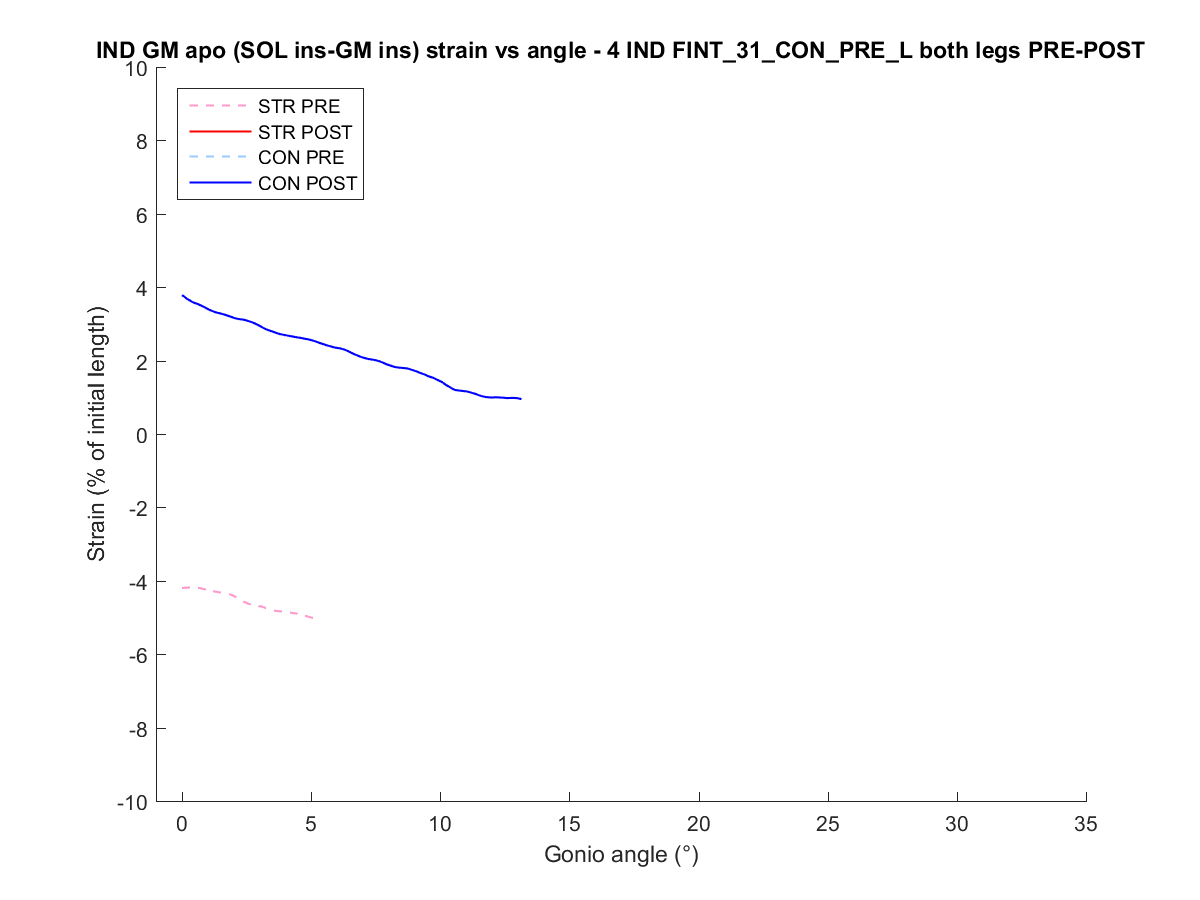 IND GM apo (SOL ins-GM ins) strain vs angle - 4 IND FINT_31_CON_PRE_L both legs PRE-POST
STR PRE
STR POST
CON PRE
CON POST
10
8
6
4
2
0
-2
-4
-6
-8
-10
Strain (% of initial length)
0 5 10 15 20 25 30 35
Gonio angle (°)